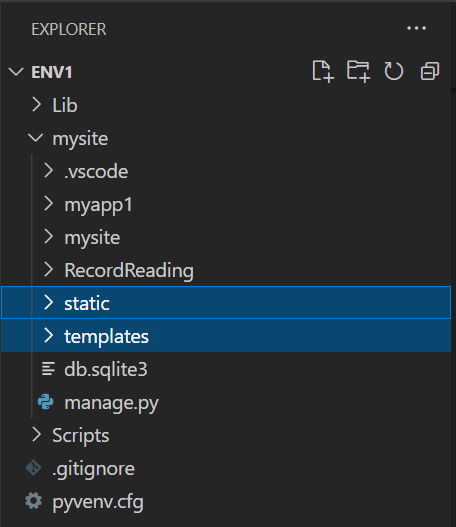 EXPLORER
ENV1
Lib
mysite
.vscode
myapp1
mysite
RecordReading
static
templates
db.sqlite3
manage.py
Scripts
.gitignore
pyvenv.cfg